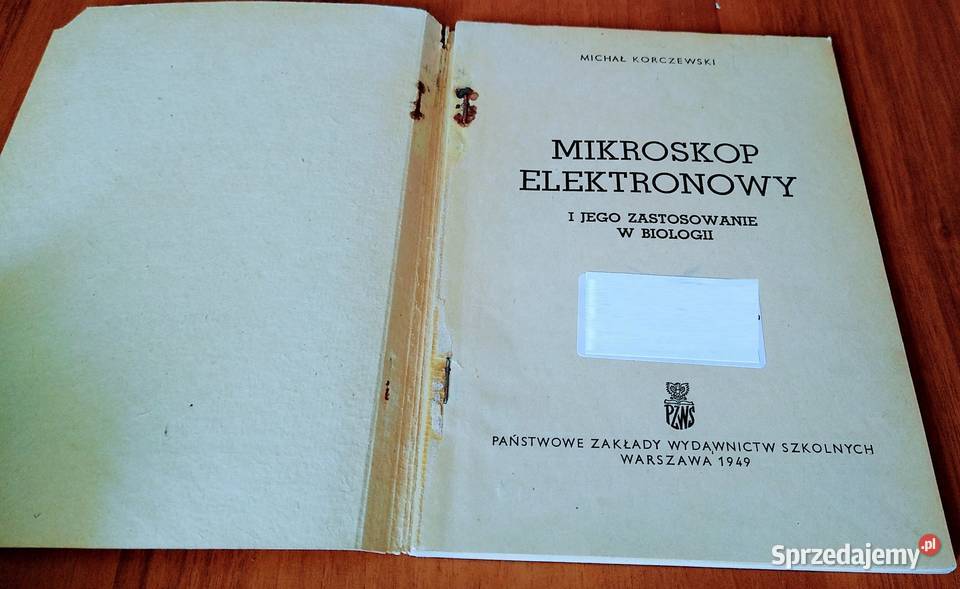 MICHAŁ KORCZEWSKI
MIKROSKOP
ELEKTRONOWY
I JEGO ZASTOSOWANIE
W BIOLOGII
PZWS
PAŃSTWOWE ZAKŁADY WYDAWNICTW SZKOLNYCH
WARSZAWA 1949
Sprzedajemy.pl